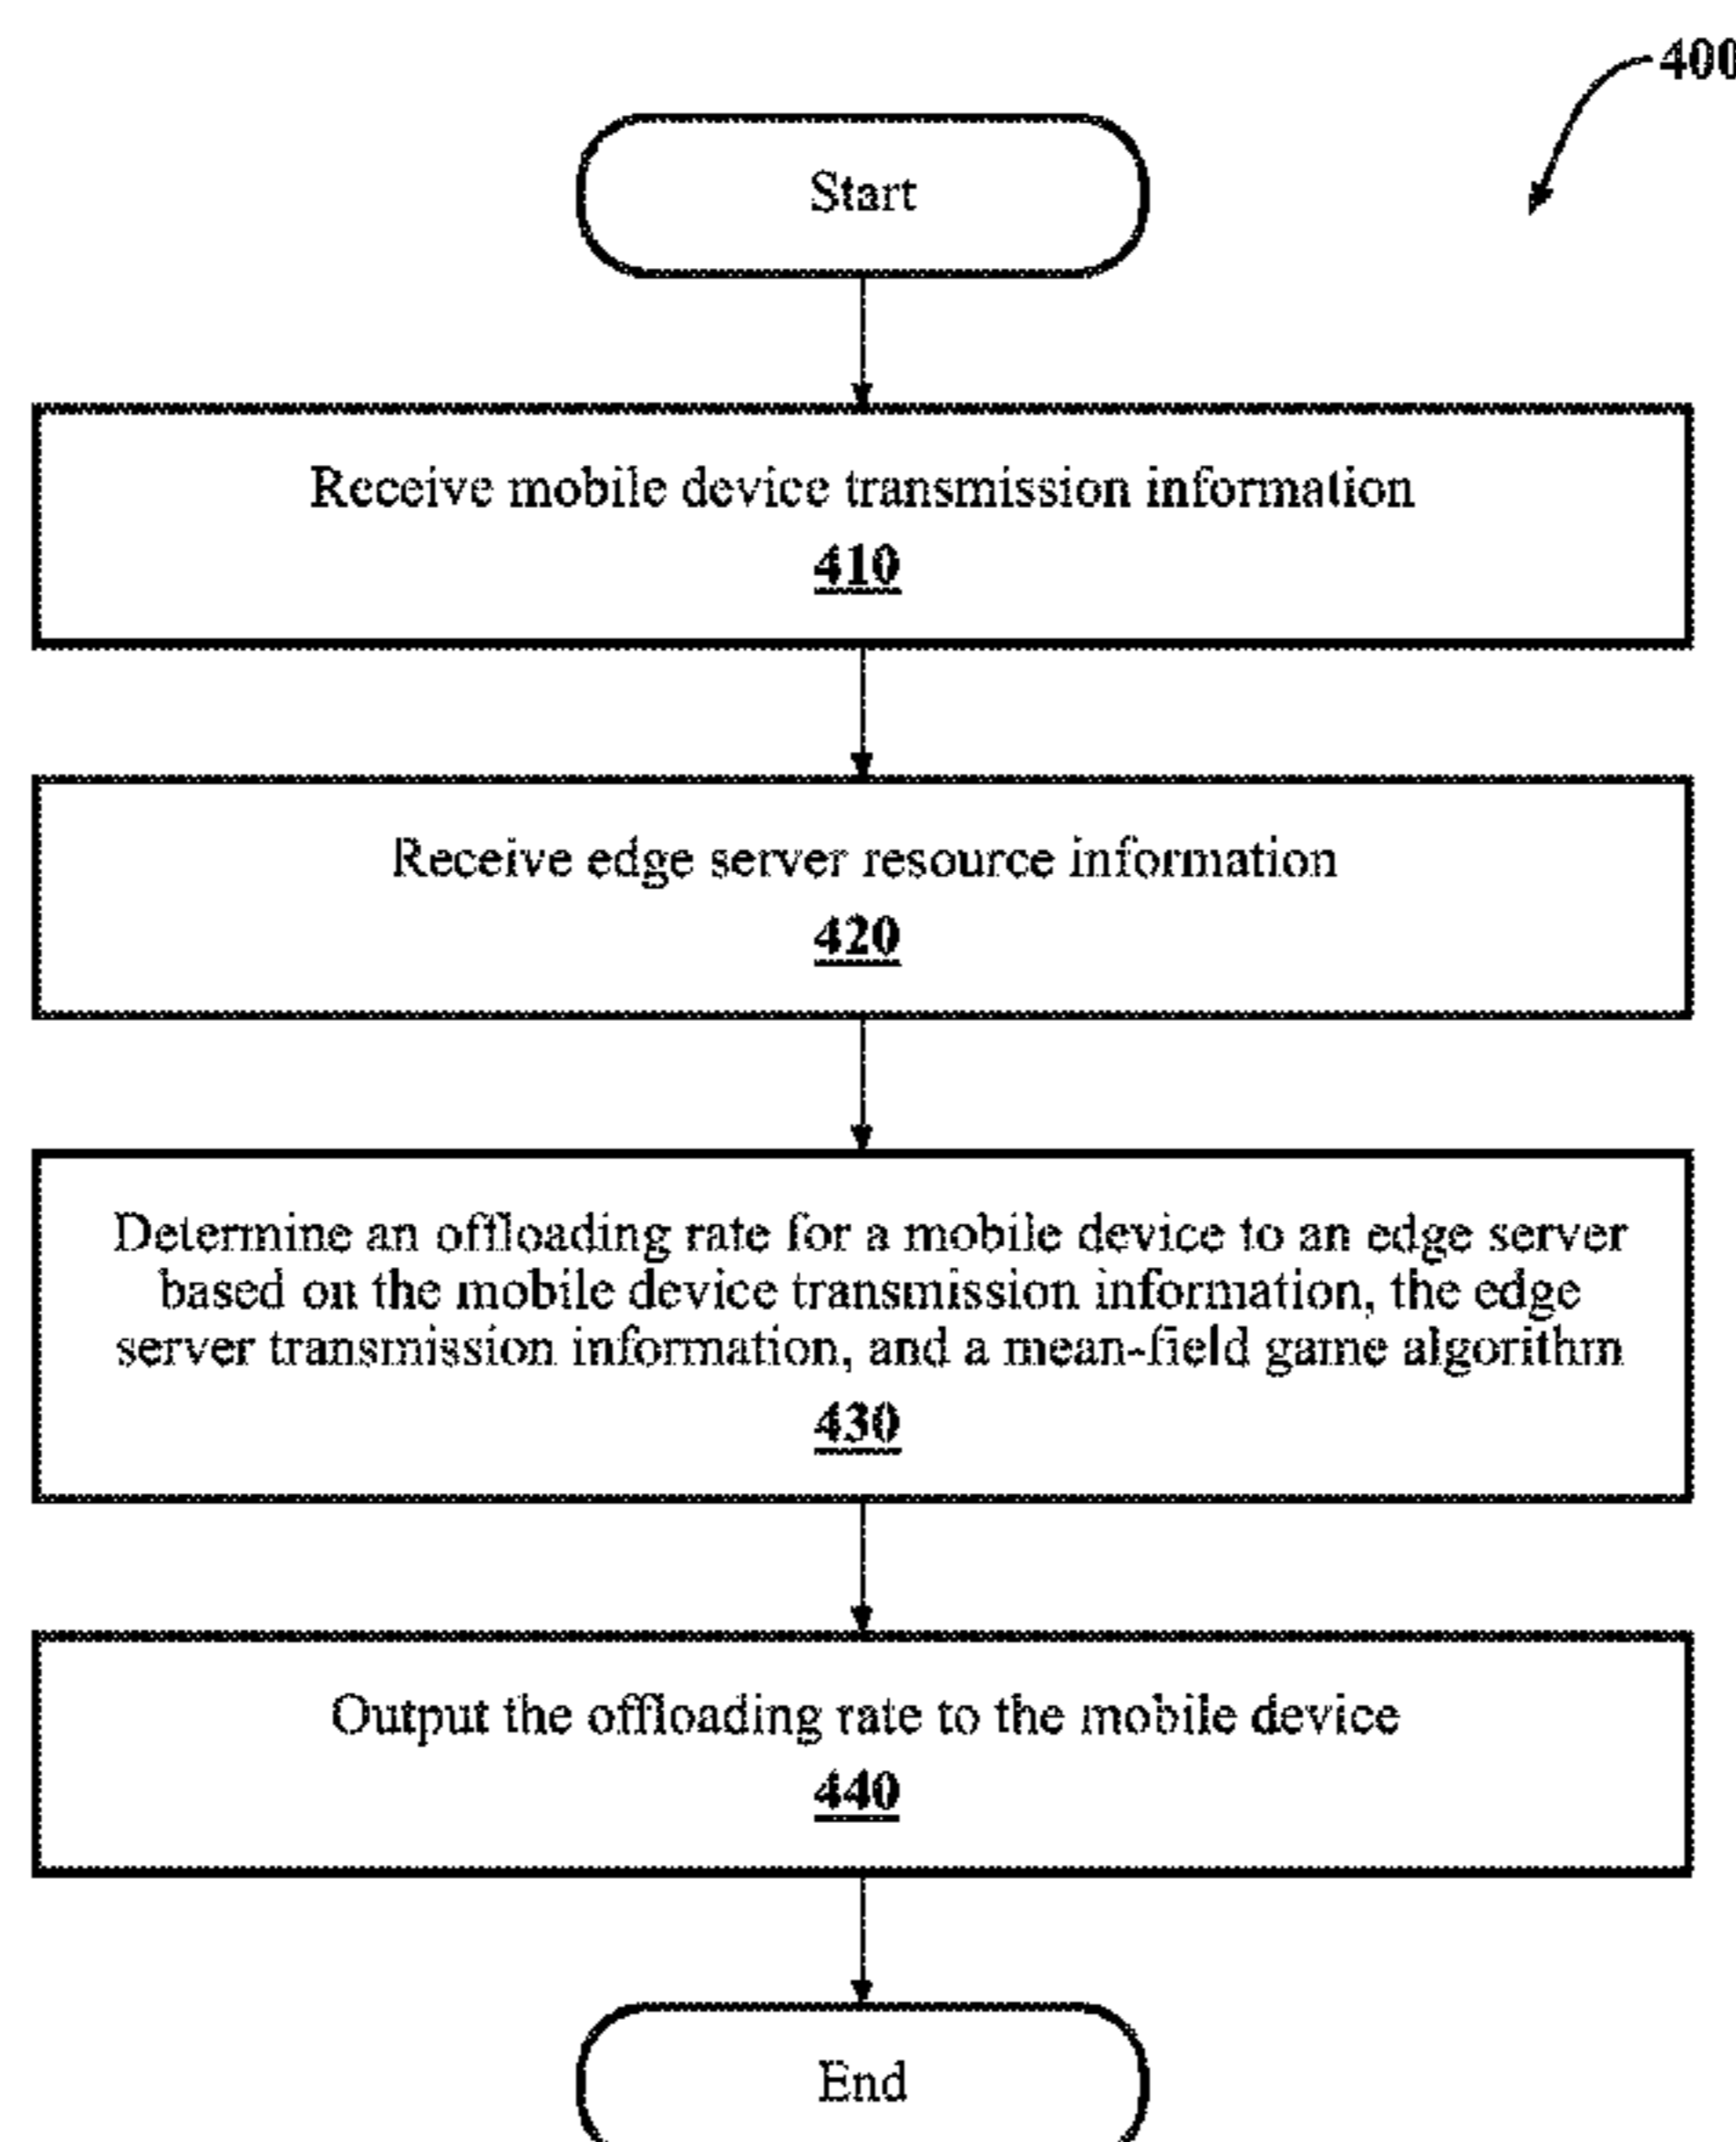 400
Start
Receive mobile device transmission information
410
Receive edge server resource information
420
Determine an offloading rate for a mobile device to an edge server
based on the mobile device transmission information, the edge
server transmission information, and a mean-field game algorithm
430
Output the offloading rate to the mobile device
440
End